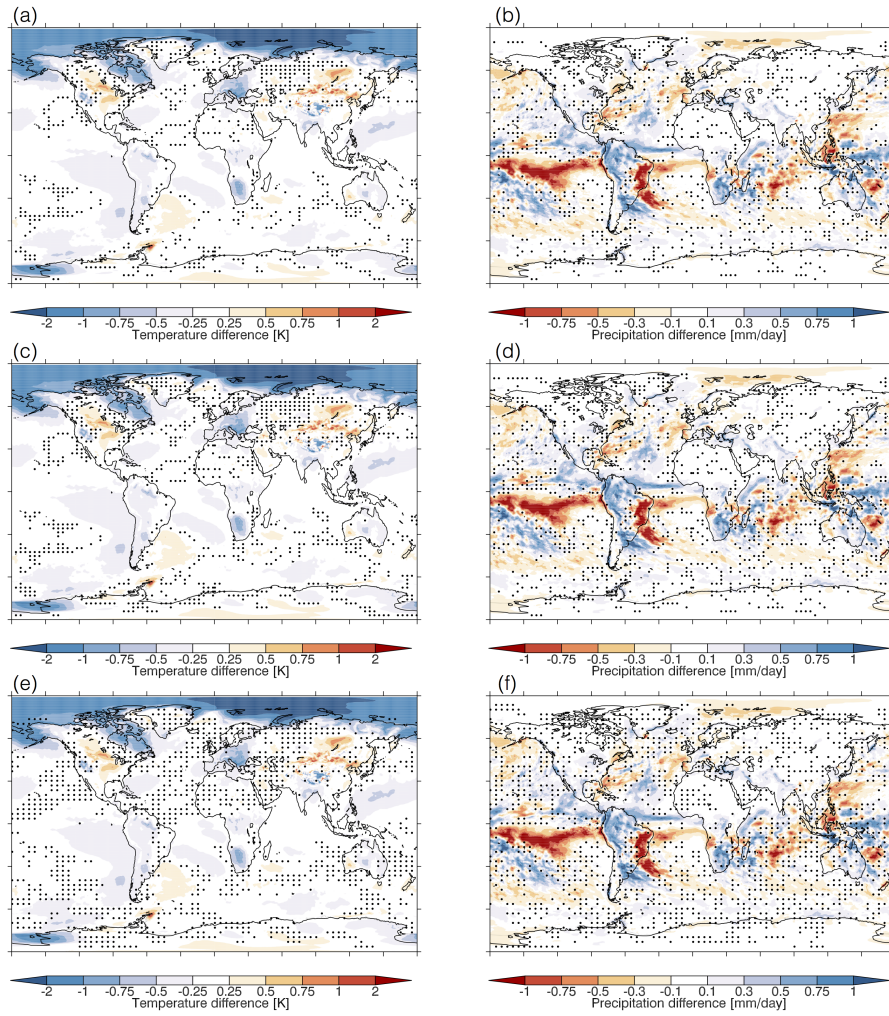 (a) (b)
-2 -1 -0.75 -0.5 -0.25 0.25 0.5 0.75 1 2
Temperature difference [K]
-1 -0.75 -0.5 -0.3 -0.1 0.1 0.3 0.5 0.75 1
Precipitation difference [mm/day]
(c) (d)
-2 -1 -0.75 -0.5 -0.25 0.25 0.5 0.75 1 2
Temperature difference [K]
-1 -0.75 -0.5 -0.3 -0.1 0.1 0.3 0.5 0.75 1
Precipitation difference [mm/day]
(e) (f)
-2 -1 -0.75 -0.5 -0.25 0.25 0.5 0.75 1 2
Temperature difference [K]
-1 -0.75 -0.5 -0.3 -0.1 0.1 0.3 0.5 0.75 1
Precipitation difference [mm/day]